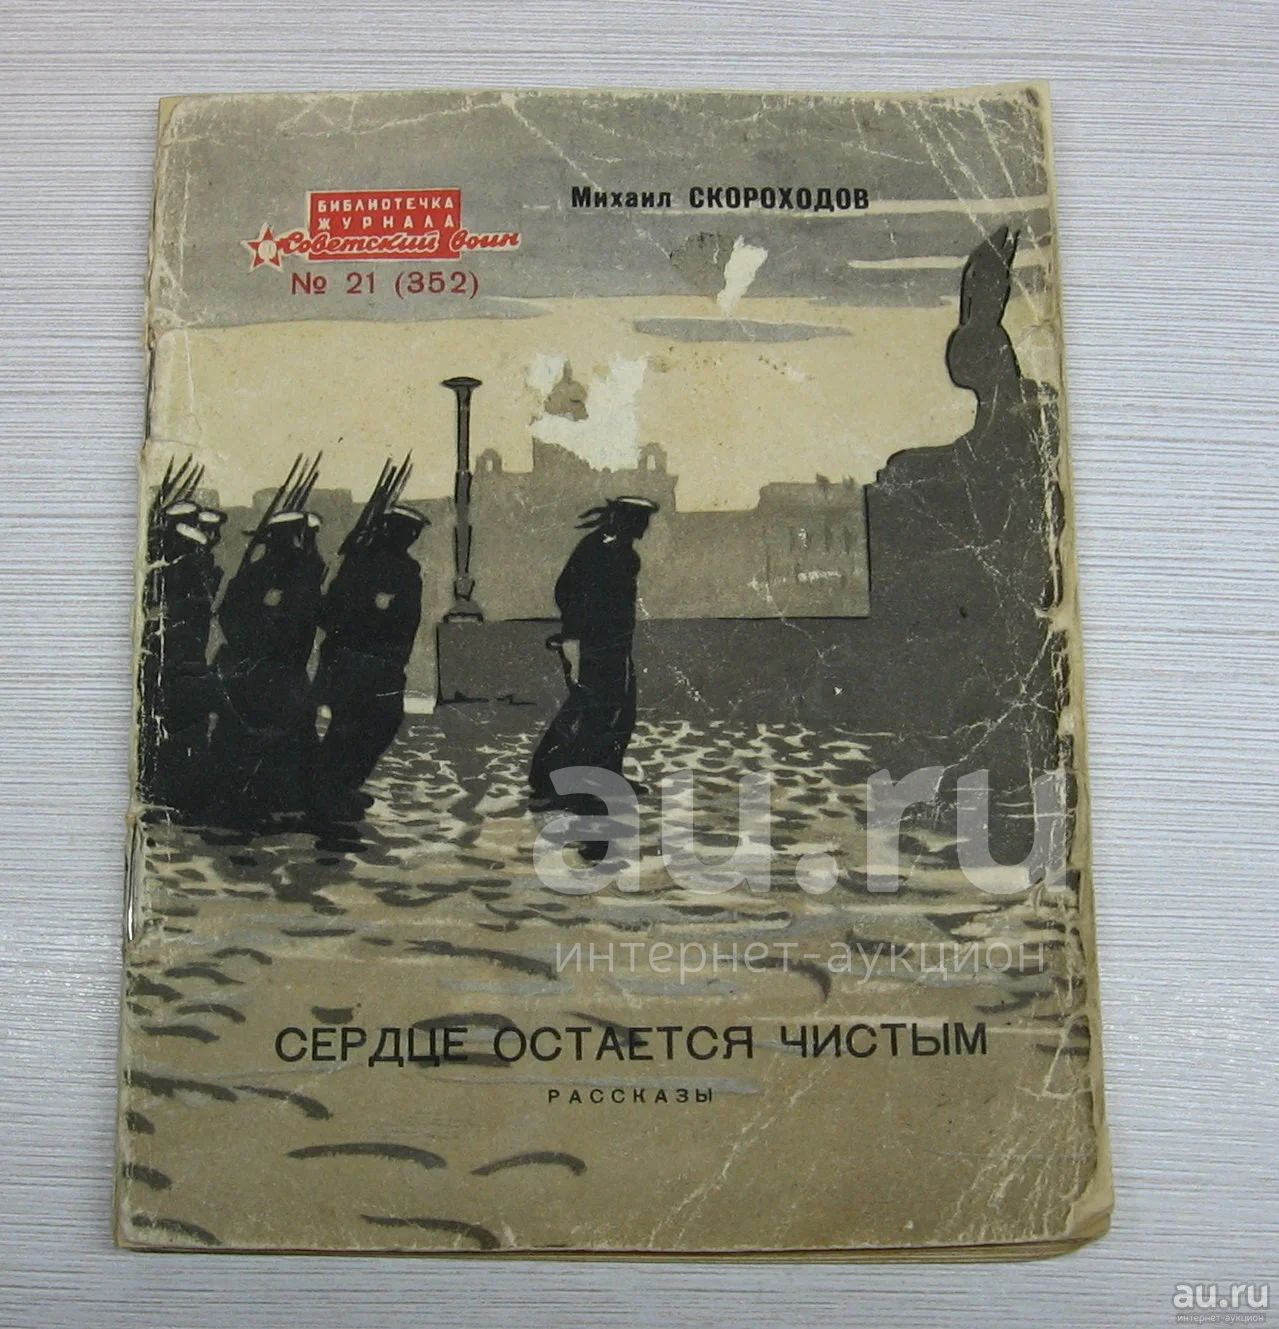 Михаил СКОРОХОДОВ
БИБЛИОТЕЧКА
ЖУРНАЛА
Советский воин
№ 21 (352)
au.ru
интернет-аукцион
СЕРДЦЕ ОСТАЕТСЯ ЧИСТЫМ
РАССКАЗЫ
au.ru
интернет-аукцион